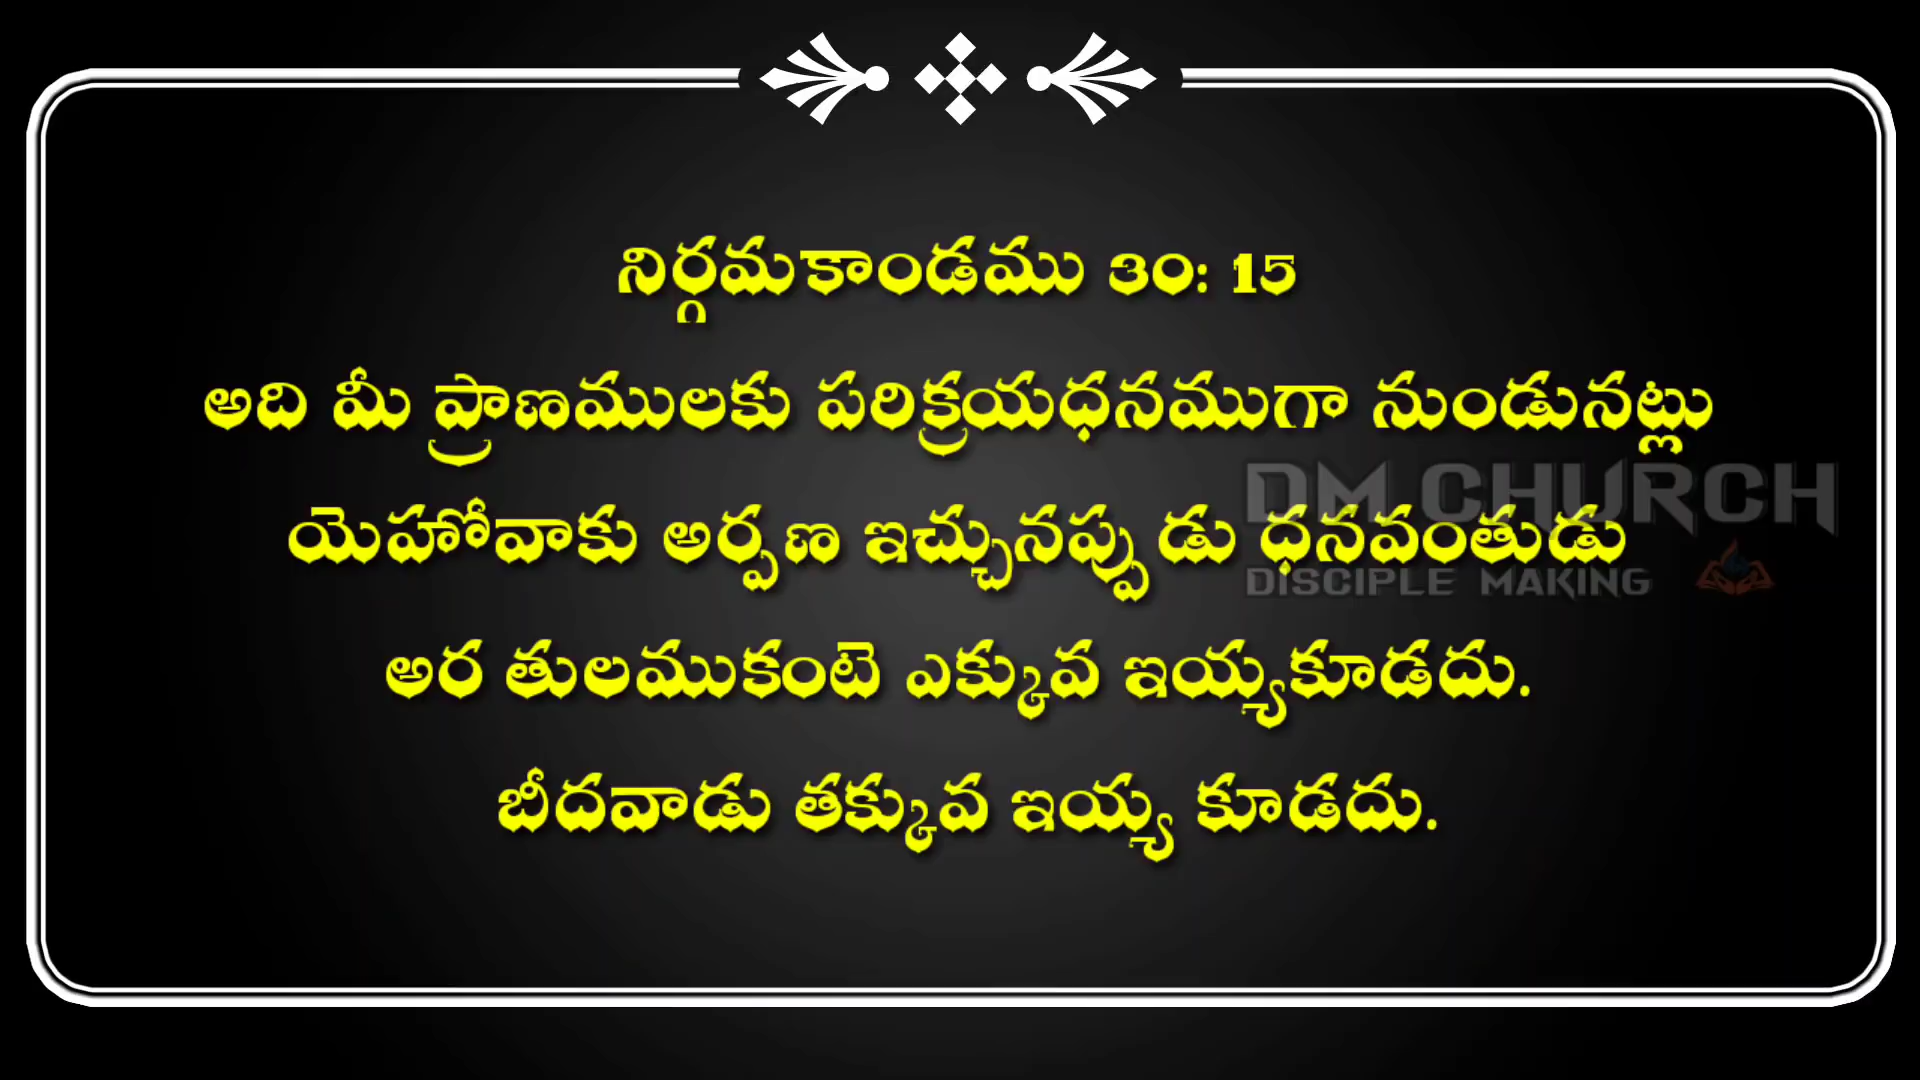 నిర్గమకాండము 30: 15
అది మీ ప్రాణములకు పరిక్రయధనముగా నుండునట్లు
DM CHURCH
యెహోవాకు అర్పణ ఇచ్చునప్పుడు ధనవంతుడు
DISCIPLE MAKING
అర తులముకంటె ఎక్కువ ఇయ్యకూడదు.
బీదవాడు తక్కువ ఇయ్య కూడదు.